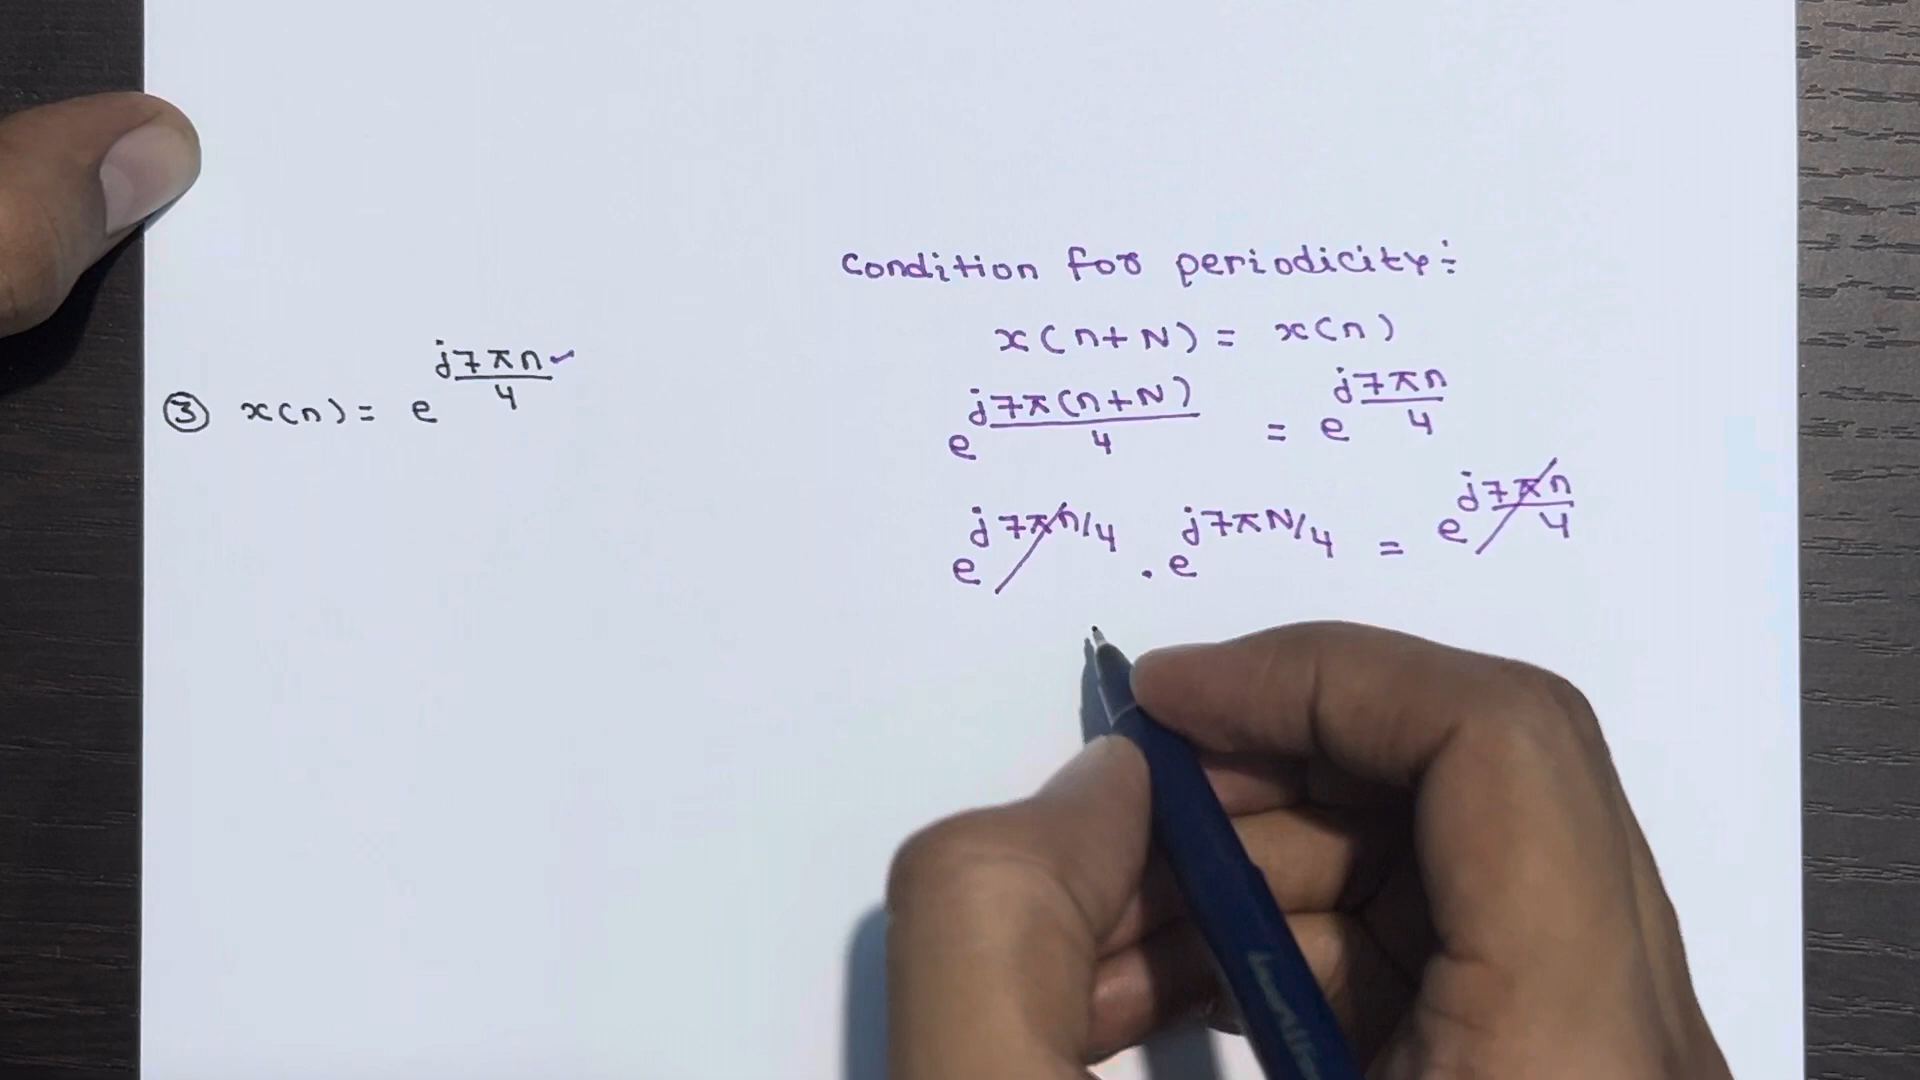 Condition for periodicity:
x(n+N) = x(n)
③ x(n) = e^(j7πn/4) ✓
e^(j7π(n+N)/4) = e^(j7πn/4)
e^(j7πn/4) . e^(j7πN/4) = e^(j7πn/4)